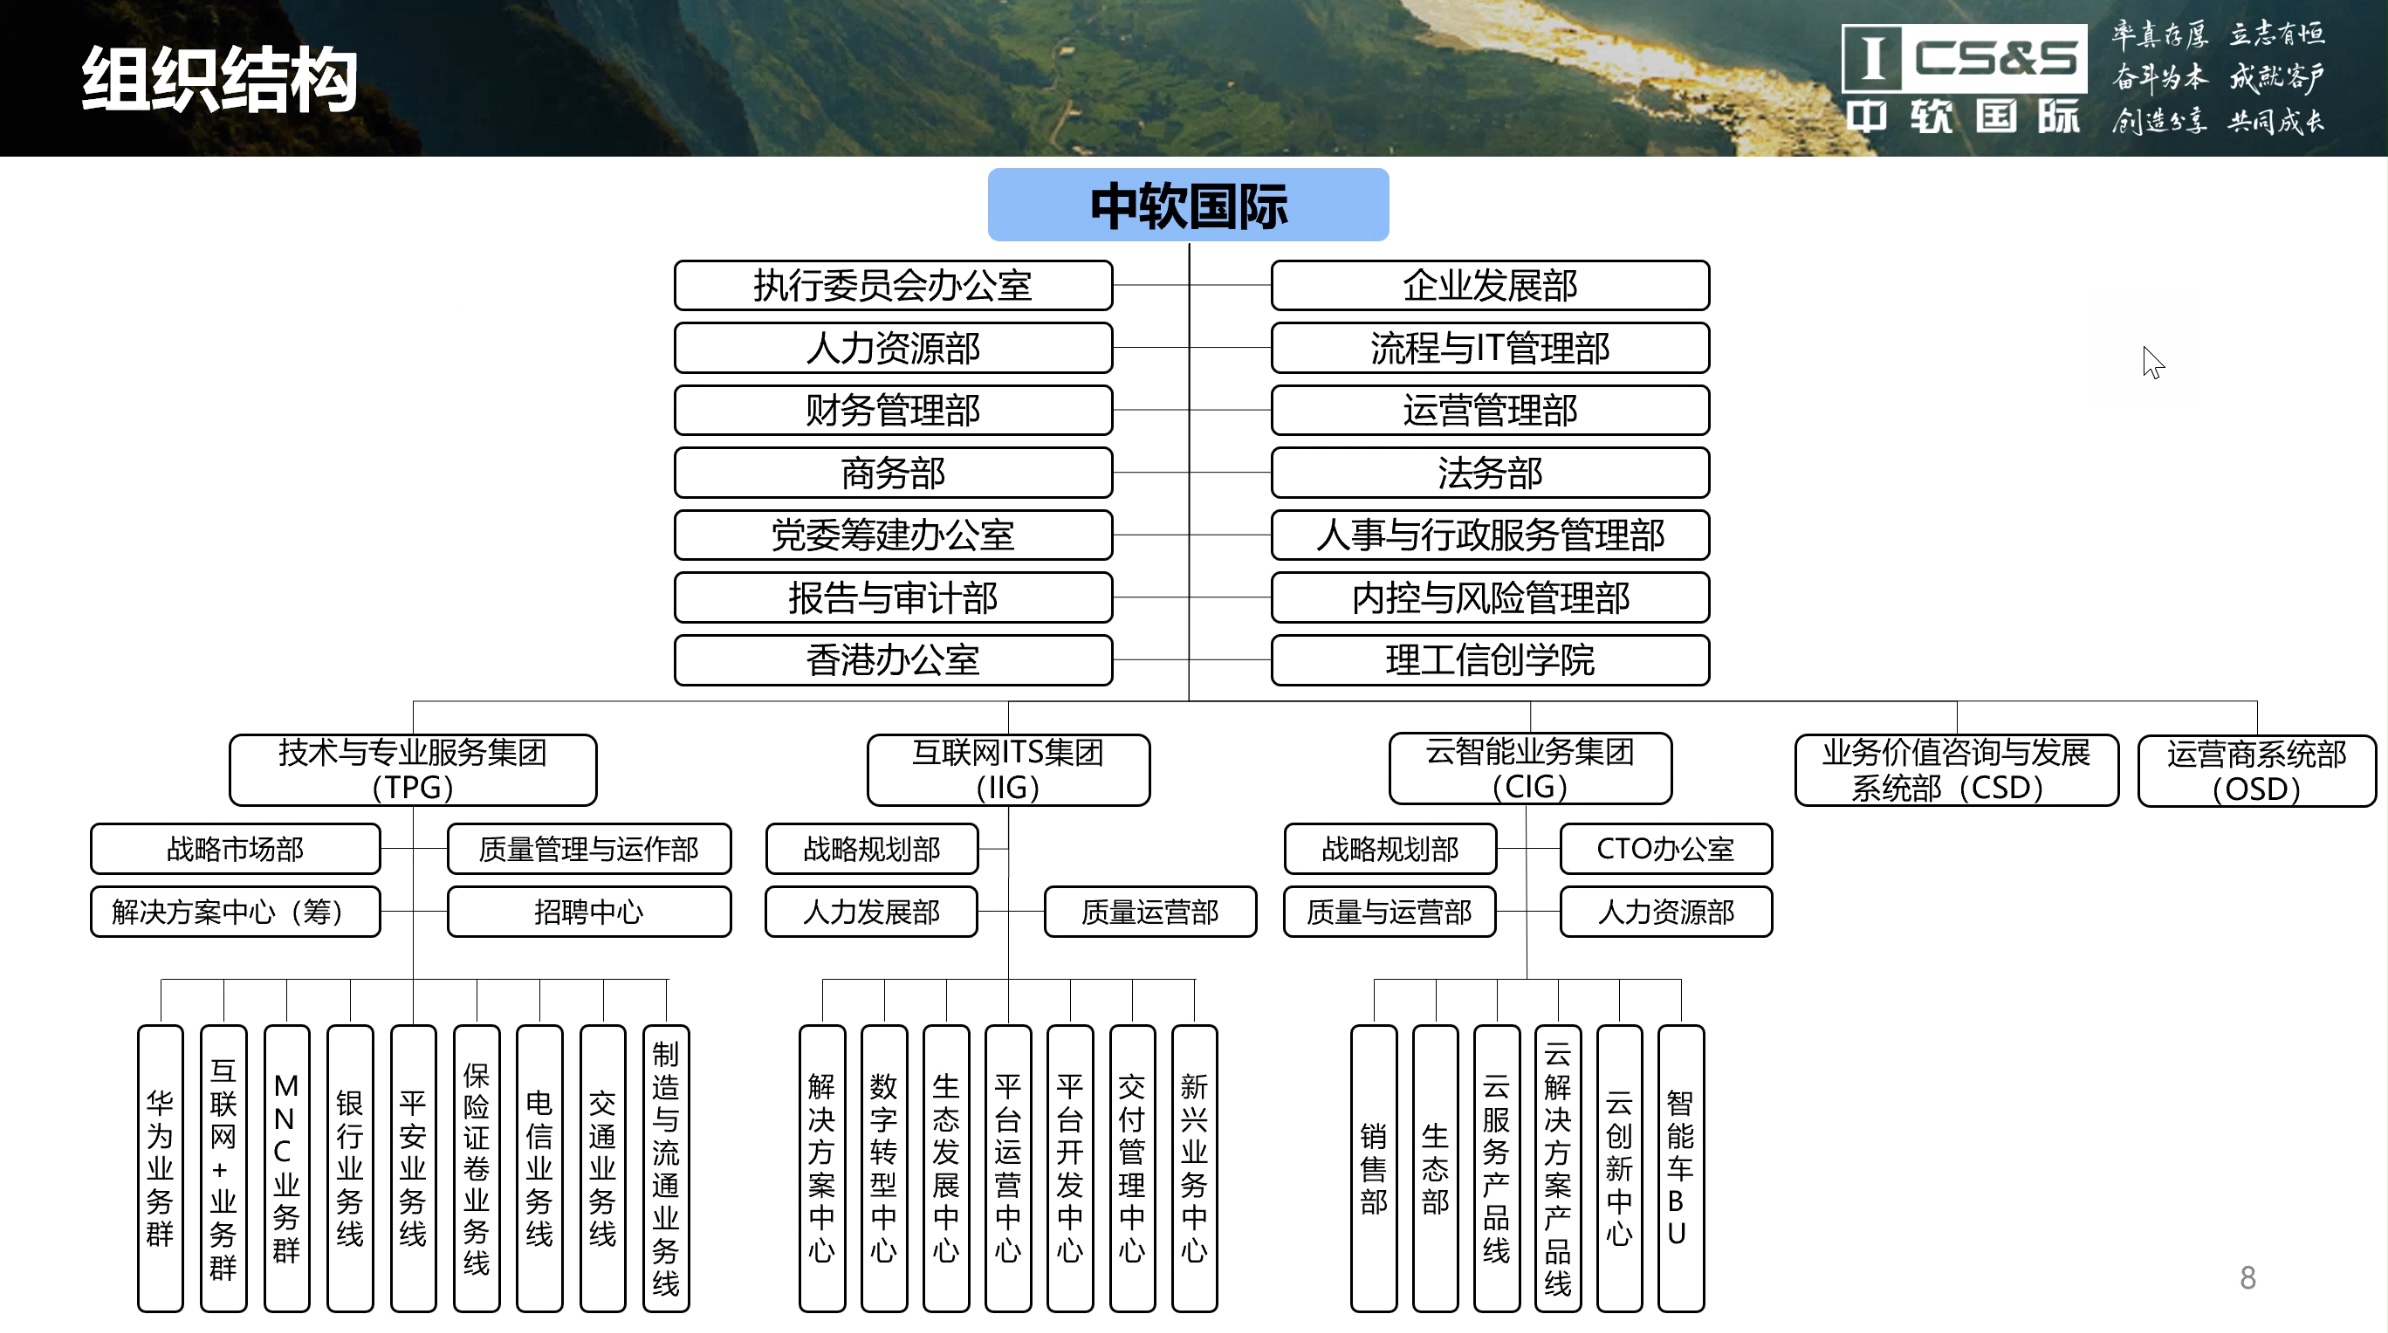 组织结构
I CS&S
中软国际
率真存厚 立志有恒
奋斗为本 成就客户
创造分享 共同成长
中软国际
执行委员会办公室
企业发展部
人力资源部
流程与IT管理部
财务管理部
运营管理部
商务部
法务部
党委筹建办公室
人事与行政服务管理部
报告与审计部
内控与风险管理部
香港办公室
理工信创学院
技术与专业服务集团
（TPG）
互联网ITS集团
（IIG）
云智能业务集团
（CIG）
业务价值咨询与发展
系统部（CSD）
运营商系统部
（OSD）
战略市场部
质量管理与运作部
解决方案中心（筹）
招聘中心
战略规划部
人力发展部
质量运营部
战略规划部
CTO办公室
质量与运营部
人力资源部
华为业务群
互联网+业务群
MNC业务群
银行业务线
平安业务线
保险证卷业务线
电信业务线
交通业务线
制造与流通业务线
解决方案中心
数字转型中心
生态发展中心
平台运营中心
平台开发中心
交付管理中心
新兴业务中心
销售部
生态部
云服务产品线
云解决方案产品线
云创新中心
智能车BU
8